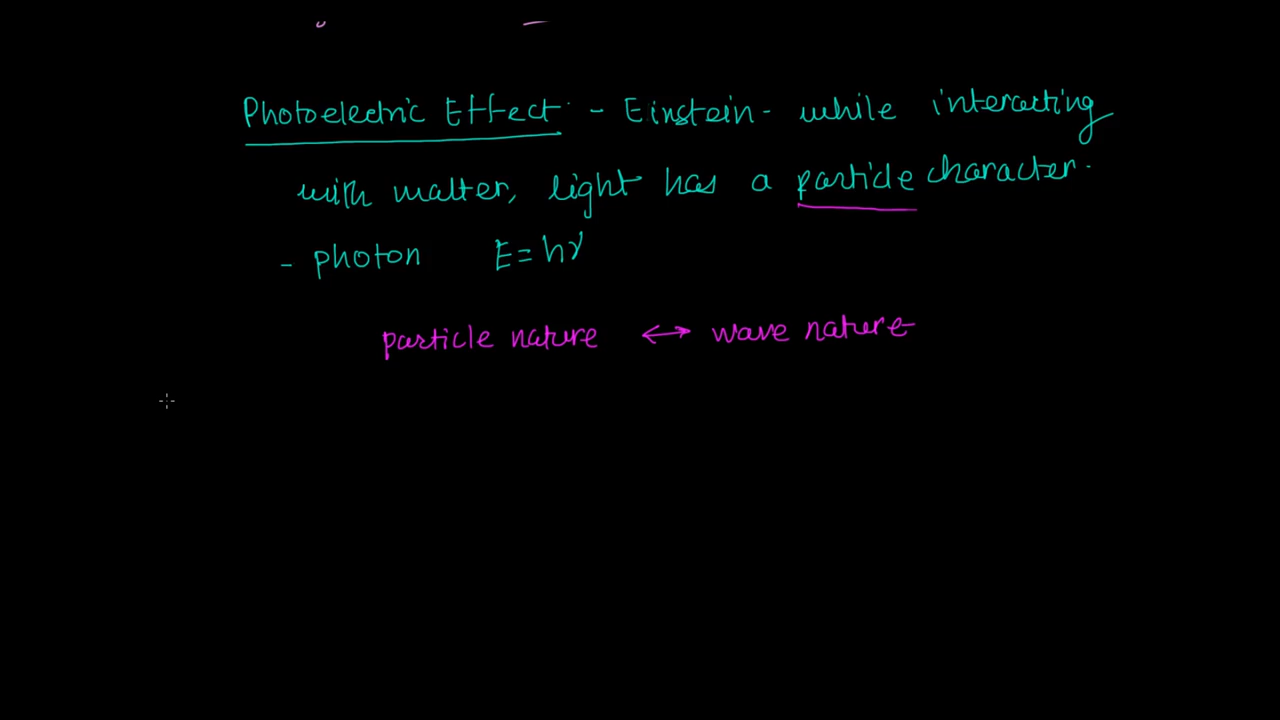 Photoelectric Effect - Einstein - while interacting
with matter, light has a particle character.
- photon E = hν
particle nature ↔ wave nature